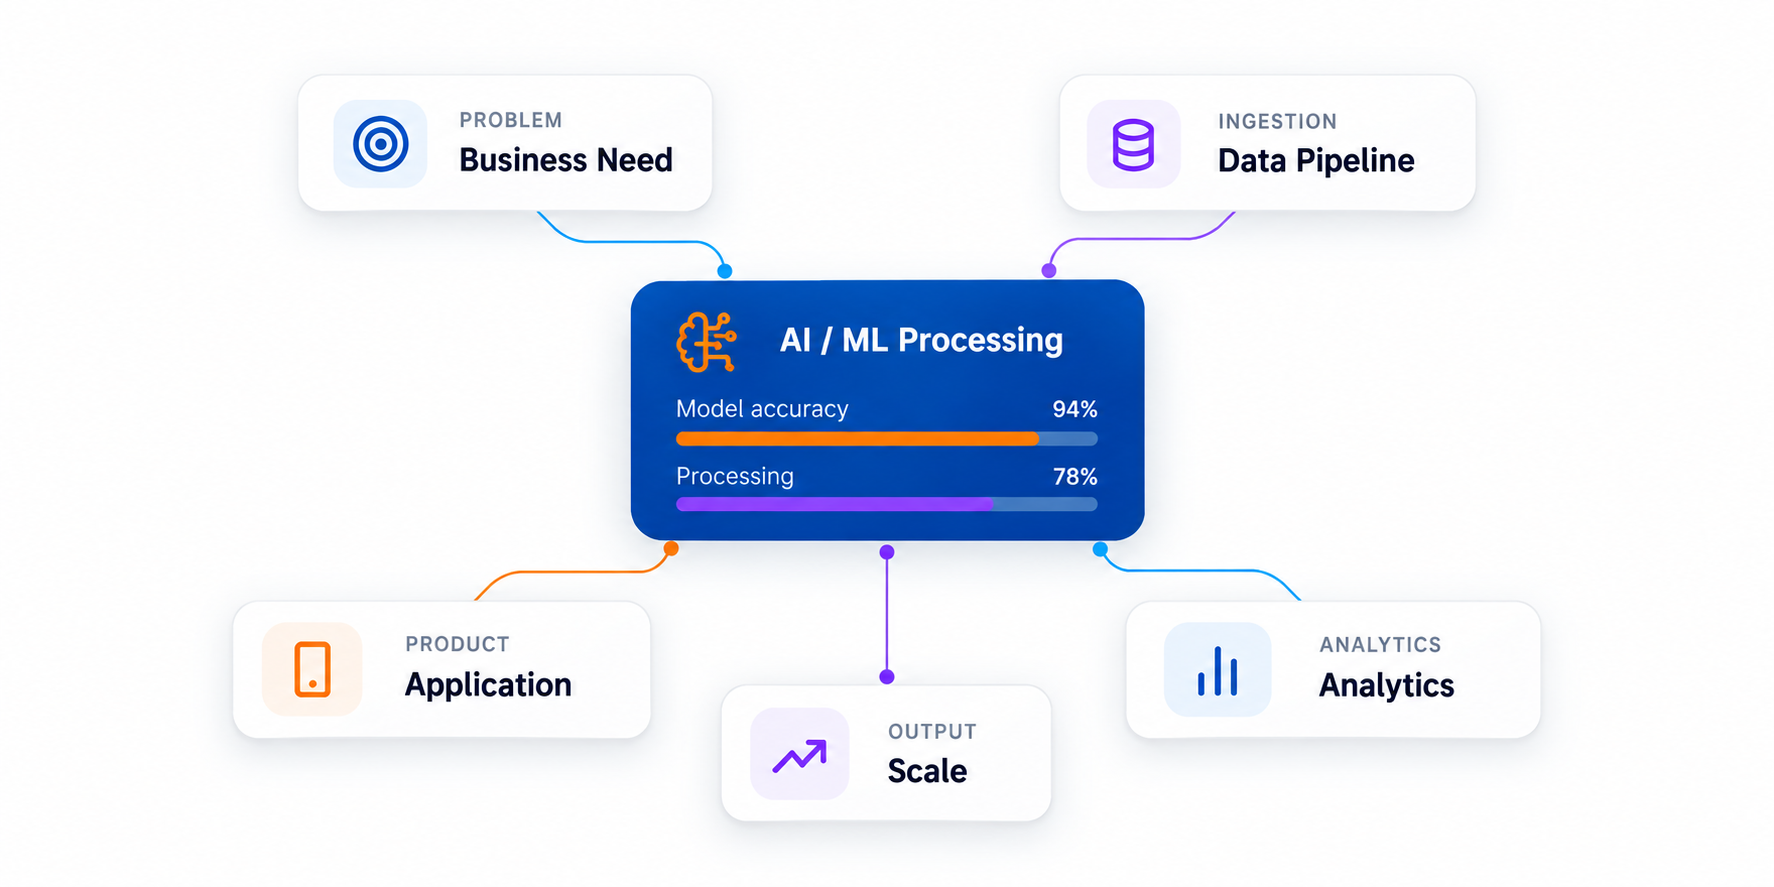 PROBLEM
Business Need
INGESTION
Data Pipeline
AI / ML Processing
Model accuracy 94%
Processing 78%
PRODUCT
Application
OUTPUT
Scale
ANALYTICS
Analytics